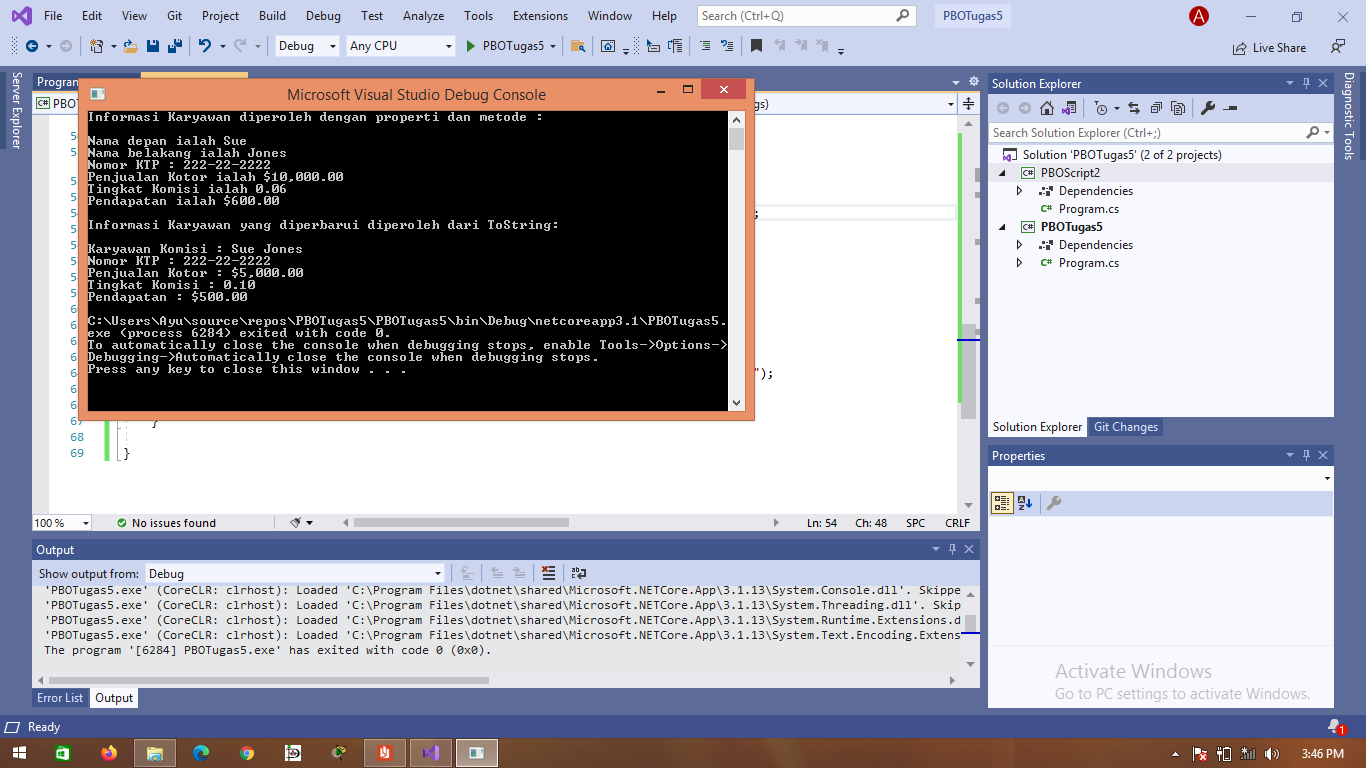 File Edit View Git Project Build Debug Test Analyze Tools Extensions Window Help Search (Ctrl+Q) PBOTugas5 A
Debug Any CPU PBOTugas5 Live Share
Server Explorer
Program
Microsoft Visual Studio Debug Console
Informasi Karyawan diperoleh dengan properti dan metode :
Nama depan ialah Sue
Nama belakang ialah Jones
Nomor KTP : 222-22-2222
Penjualan Kotor ialah $10,000.00
Tingkat Komisi ialah 0.06
Pendapatan ialah $600.00
Informasi Karyawan yang diperbarui diperoleh dari ToString:
Karyawan Komisi : Sue Jones
Nomor KTP : 222-22-2222
Penjualan Kotor : $5,000.00
Tingkat Komisi : 0.10
Pendapatan : $500.00
C:\Users\Ayu\source\repos\PBOTugas5\PBOTugas5\bin\Debug\netcoreapp3.1\PBOTugas5.
exe (process 6284) exited with code 0.
To automatically close the console when debugging stops, enable Tools->Options->
Debugging->Automatically close the console when debugging stops.
Press any key to close this window . . .
;
");
67 }
68
69 }
100 % No issues found Ln: 54 Ch: 48 SPC CRLF
Output
Show output from: Debug
'PBOTugas5.exe' (CoreCLR: clrhost): Loaded 'C:\Program Files\dotnet\shared\Microsoft.NETCore.App\3.1.13\System.Console.dll'. Skippe
'PBOTugas5.exe' (CoreCLR: clrhost): Loaded 'C:\Program Files\dotnet\shared\Microsoft.NETCore.App\3.1.13\System.Threading.dll'. Skip
'PBOTugas5.exe' (CoreCLR: clrhost): Loaded 'C:\Program Files\dotnet\shared\Microsoft.NETCore.App\3.1.13\System.Runtime.Extensions.d
'PBOTugas5.exe' (CoreCLR: clrhost): Loaded 'C:\Program Files\dotnet\shared\Microsoft.NETCore.App\3.1.13\System.Text.Encoding.Extens
The program '[6284] PBOTugas5.exe' has exited with code 0 (0x0).
Error List Output
Solution Explorer
Search Solution Explorer (Ctrl+;)
Solution 'PBOTugas5' (2 of 2 projects)
C# PBOScript2
Dependencies
C# Program.cs
C# PBOTugas5
Dependencies
C# Program.cs
Solution Explorer Git Changes
Properties
Diagnostic Tools
Activate Windows
Go to PC settings to activate Windows.
Ready 1
3:46 PM